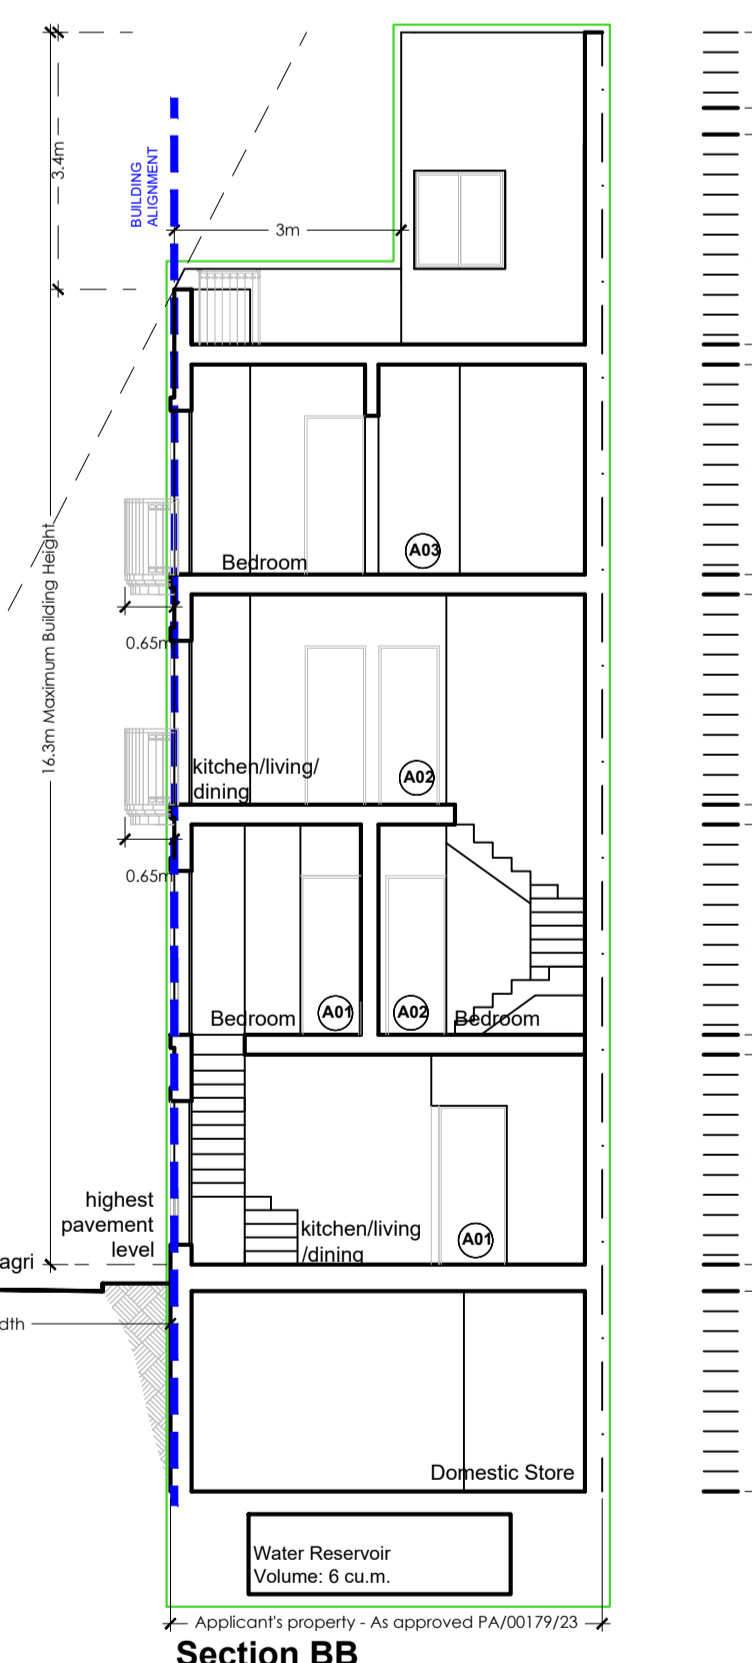 3.4m
BUILDING
ALIGNMENT
3m
16.3m Maximum Building Height
Bedroom
A03
0.65m
kitchen/living/
dining
A02
0.65m
Bedroom
A01
A02
Bedroom
highest
pavement
level
agri
kitchen/living
/dining
A01
dth
Domestic Store
Water Reservoir
Volume: 6 cu.m.
Applicant's property - As approved PA/00179/23
Section BB